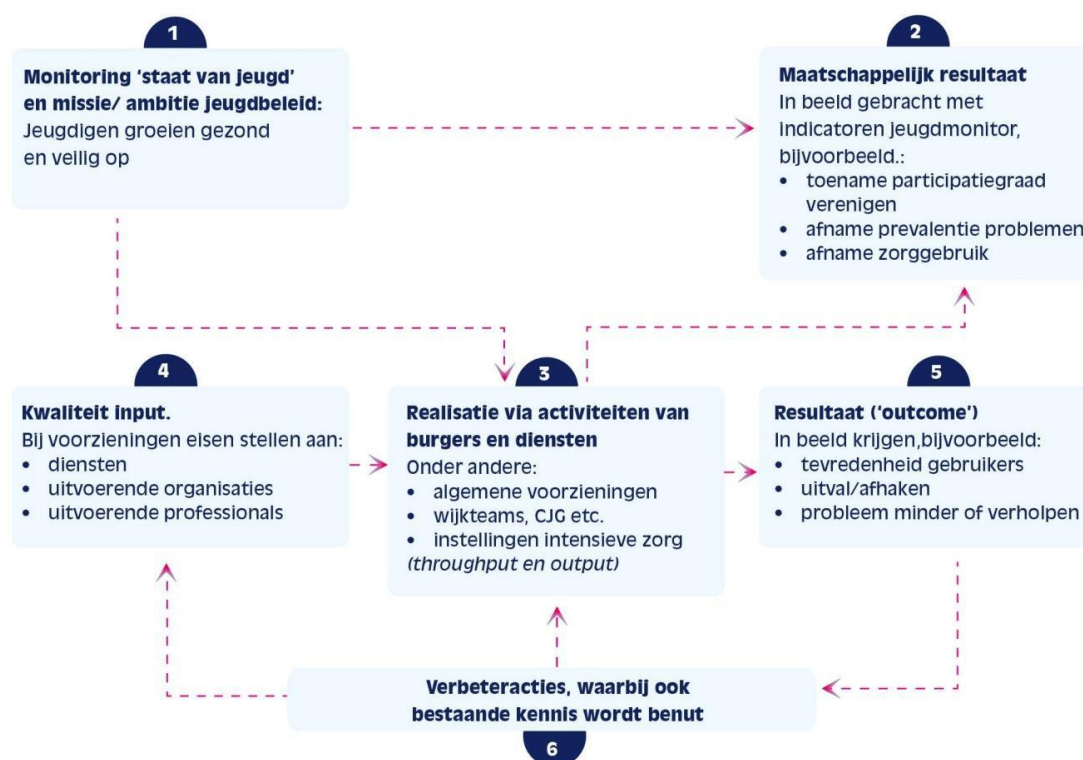 1
Monitoring ‘staat van jeugd’
en missie/ ambitie jeugdbeleid:
Jeugdigen groeien gezond
en veilig op
2
Maatschappelijk resultaat
In beeld gebracht met
indicatoren jeugdmonitor,
bijvoorbeeld.:
• toename participatiegraad
verenigen
• afname prevalentie problemen
• afname zorggebruik
4
Kwaliteit input.
Bij voorzieningen eisen stellen aan:
• diensten
• uitvoerende organisaties
• uitvoerende professionals
3
Realisatie via activiteiten van
burgers en diensten
Onder andere:
• algemene voorzieningen
• wijkteams, CJG etc.
• instellingen intensieve zorg
(throughput en output)
5
Resultaat (‘outcome’)
In beeld krijgen,bijvoorbeeld:
• tevredenheid gebruikers
• uitval/afhaken
• probleem minder of verholpen
Verbeteracties, waarbij ook
bestaande kennis wordt benut
6